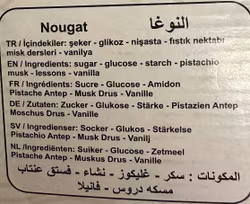 Nougat النوغا
TR / İçindekiler: şeker - glikoz - nişasta - fıstık nektabı
misk dersleri - vanilya
EN / Ingredients: sugar - glucose - starch - pistachio
musk - lessons - vanilla
FR / Ingrédients: Sucre - Glucose - Amidon
Pistache Antep - Musk Drus - Vanille
DE / Zutaten: Zucker - Glukose - Stärke - Pistazien Antep
Moschus Drus - Vanille
SV / Ingredienser: Socker - Glukos - Stärkelse
Pistache Antep - Musk Drus - Vanilj
NL /Ingrediënten: Suiker - Glucose - Zetmeel
Pistache Antep - Muskus Drus - Vanille
المكونات : سكر - غليكوز - نشاء - فستق عنتاب
مسكه دروس - فانيلا